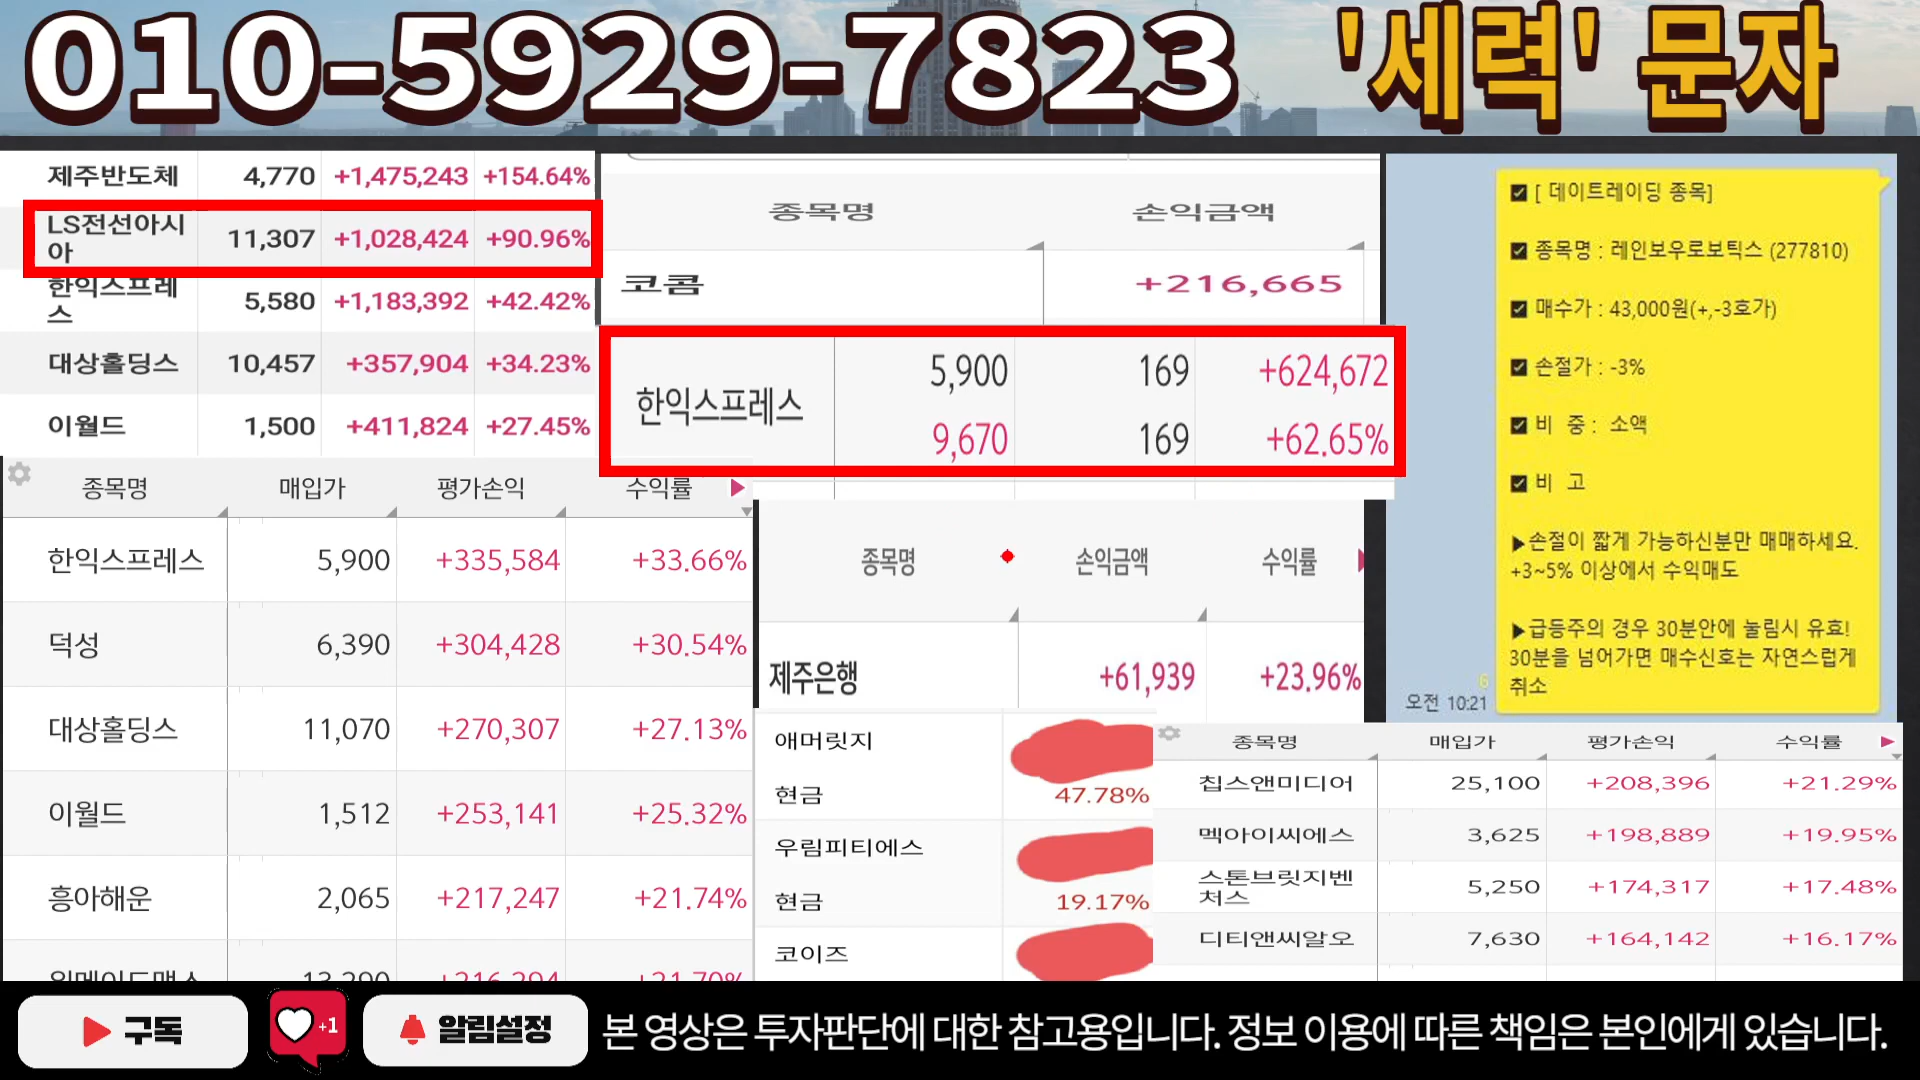 010-5929-7823 '세력' 문자
제주반도체 4,770 +1,475,243 +154.64%
LS전선아시아 11,307 +1,028,424 +90.96%
한익스프레스 5,580 +1,183,392 +42.42%
대상홀딩스 10,457 +357,904 +34.23%
이월드 1,500 +411,824 +27.45%
종목명 손익금액
코콤 +216,665
한익스프레스 5,900 169 +624,672
9,670 169 +62.65%
[ 데이트레이딩 종목]
종목명 : 레인보우로보틱스 (277810)
매수가 : 43,000원(+,-3호가)
손절가 : -3%
비 중 : 소액
비 고
▶손절이 짧게 가능하신분만 매매하세요.
+3~5% 이상에서 수익매도
▶급등주의 경우 30분안에 눌림시 유효!
30분을 넘어가면 매수신호는 자연스럽게
취소
6
오전 10:21
종목명 매입가 평가손익 수익률
한익스프레스 5,900 +335,584 +33.66%
덕성 6,390 +304,428 +30.54%
대상홀딩스 11,070 +270,307 +27.13%
이월드 1,512 +253,141 +25.32%
흥아해운 2,065 +217,247 +21.74%
종목명 손익금액 수익률
제주은행 +61,939 +23.96%
애머릿지
현금 47.78%
우림피티에스
현금 19.17%
코이즈
종목명 매입가 평가손익 수익률
칩스앤미디어 25,100 +208,396 +21.29%
멕아이씨에스 3,625 +198,889 +19.95%
스톤브릿지벤처스 5,250 +174,317 +17.48%
디티앤씨알오 7,630 +164,142 +16.17%
구독 +1 알림설정 본 영상은 투자판단에 대한 참고용입니다. 정보 이용에 따른 책임은 본인에게 있습니다.